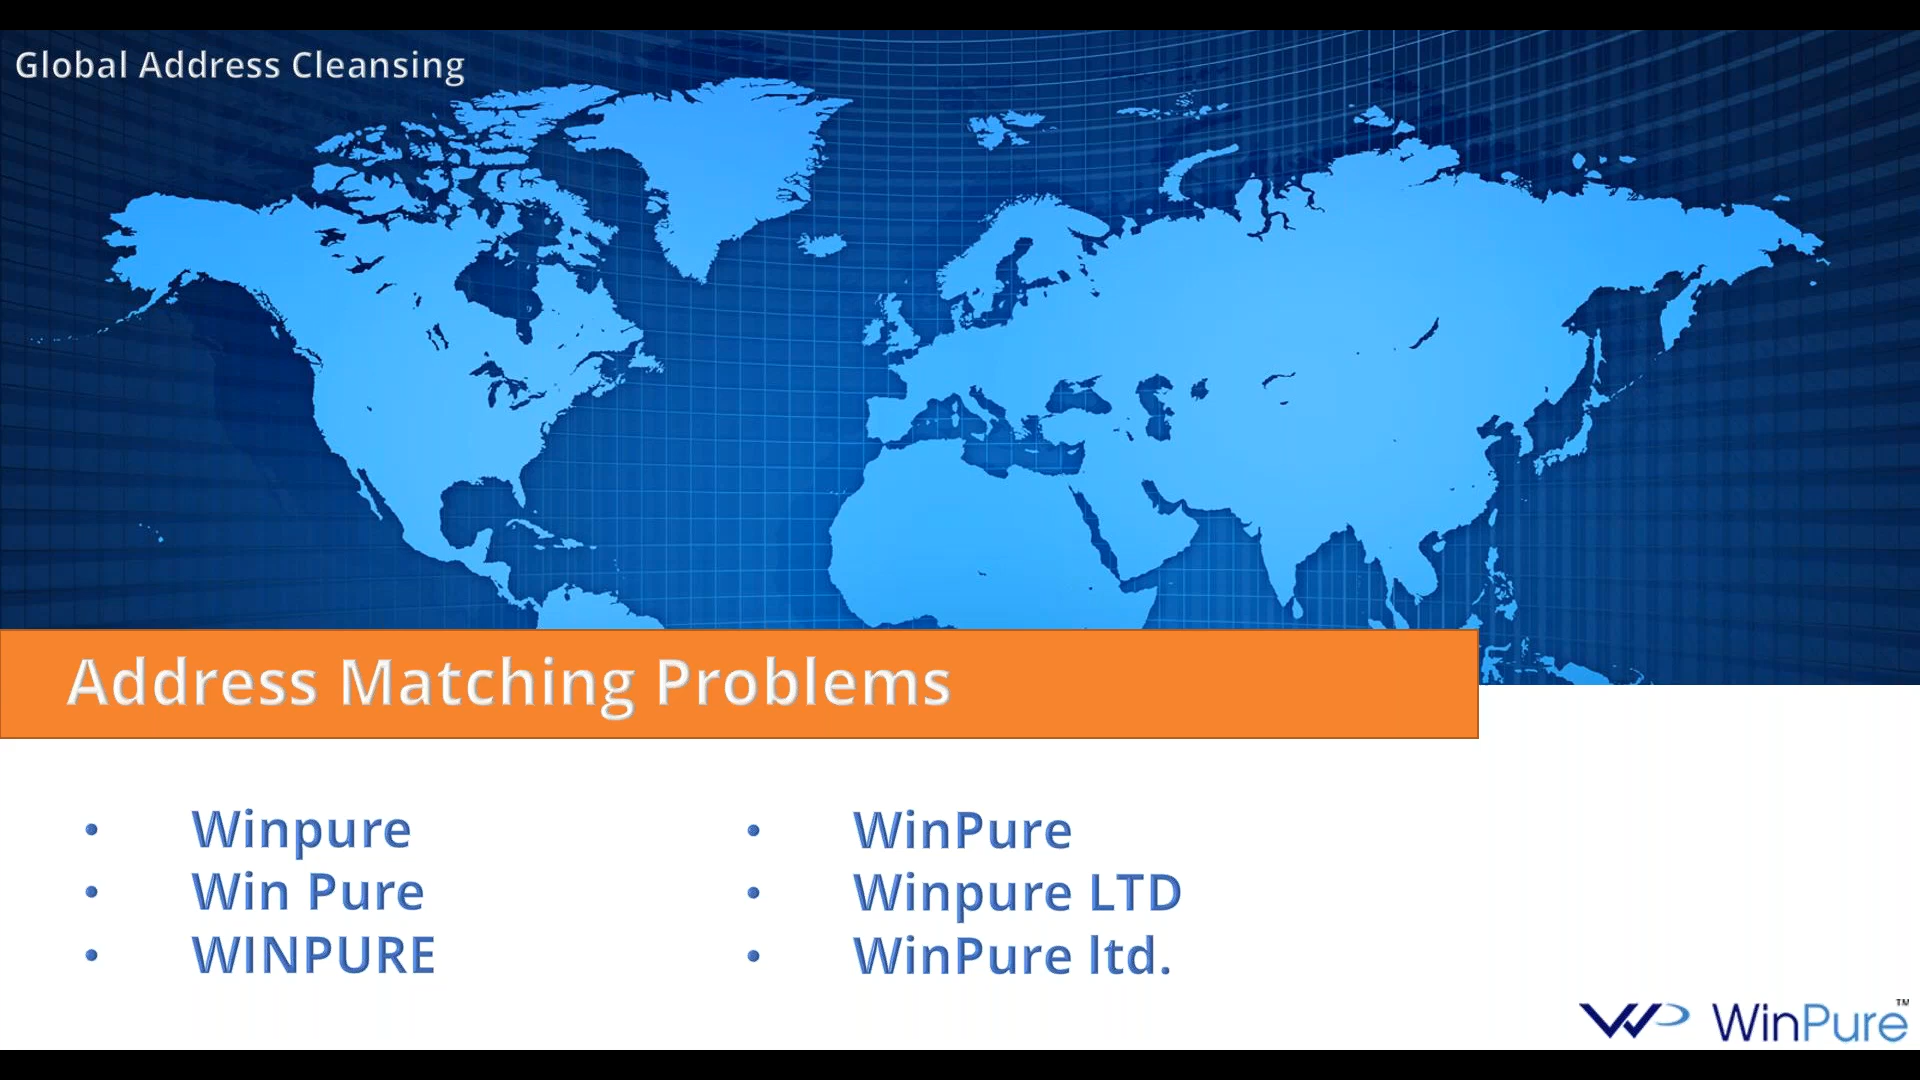 Global Address Cleansing
Address Matching Problems
• Winpure
• Win Pure
• WINPURE
• WinPure
• Winpure LTD
• WinPure ltd.
WinPure™